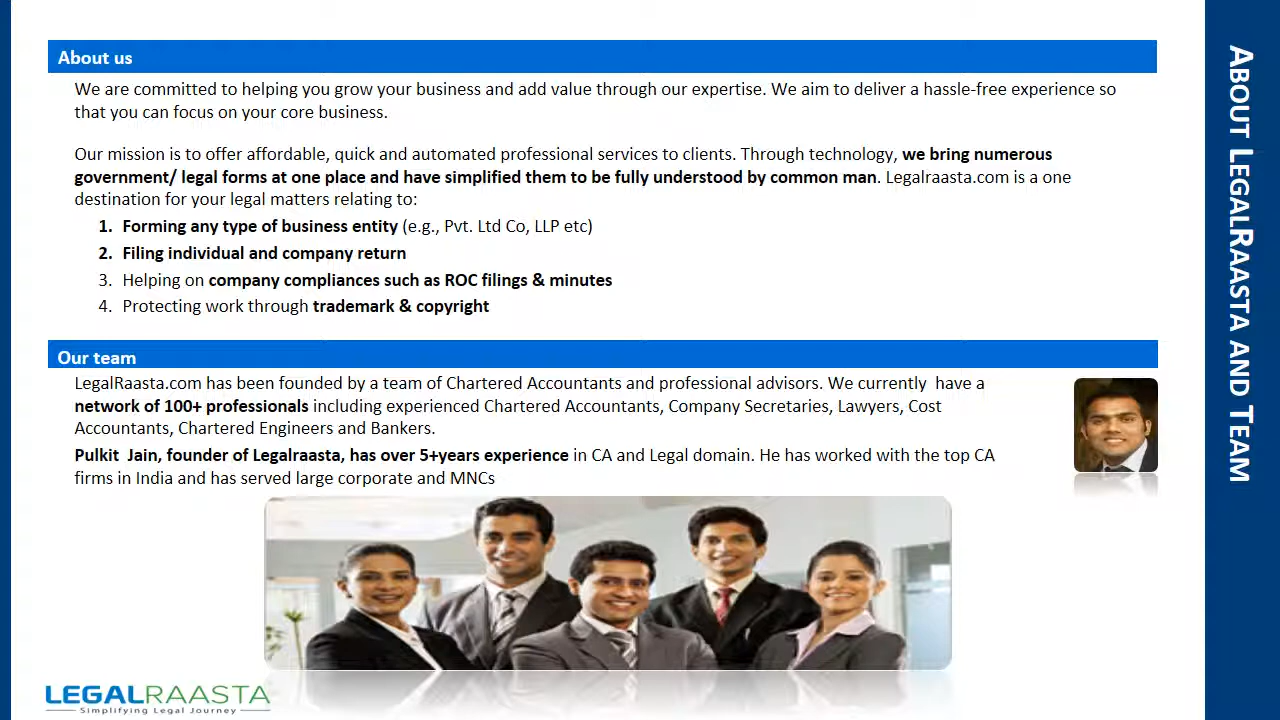 About us
We are committed to helping you grow your business and add value through our expertise. We aim to deliver a hassle-free experience so
that you can focus on your core business.
Our mission is to offer affordable, quick and automated professional services to clients. Through technology, we bring numerous
government/ legal forms at one place and have simplified them to be fully understood by common man. Legalraasta.com is a one
destination for your legal matters relating to:
1. Forming any type of business entity (e.g., Pvt. Ltd Co, LLP etc)
2. Filing individual and company return
3. Helping on company compliances such as ROC filings & minutes
4. Protecting work through trademark & copyright
Our team
LegalRaasta.com has been founded by a team of Chartered Accountants and professional advisors. We currently have a
network of 100+ professionals including experienced Chartered Accountants, Company Secretaries, Lawyers, Cost
Accountants, Chartered Engineers and Bankers.
Pulkit Jain, founder of Legalraasta, has over 5+years experience in CA and Legal domain. He has worked with the top CA
firms in India and has served large corporate and MNCs
LEGALRAASTA
Simplifying Legal Journey
ABOUT LEGALRAASTA AND TEAM